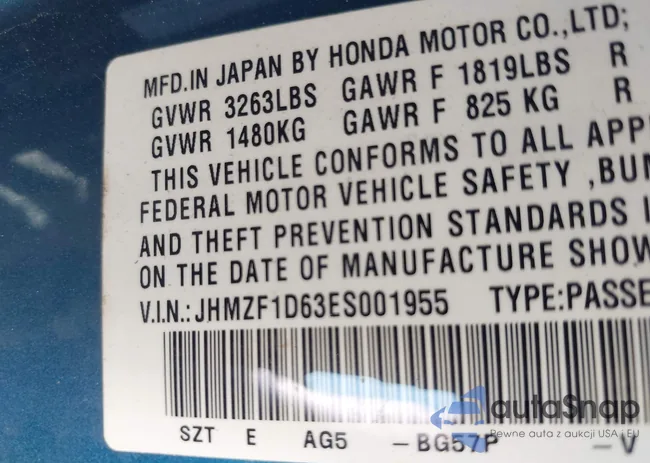 MFD.IN JAPAN BY HONDA MOTOR CO.,LTD;
GVWR 3263LBS GAWR F 1819LBS R
GVWR 1480KG GAWR F 825 KG R
THIS VEHICLE CONFORMS TO ALL APP
FEDERAL MOTOR VEHICLE SAFETY ,BU
AND THEFT PREVENTION STANDARDS I
ON THE DATE OF MANUFACTURE SHOW
V.I.N.: JHMZF1D63ES001955 TYPE:PASSE
SZT E AG5 -BG57P -V
autoSnap
Pewne auta z aukcji USA i EU